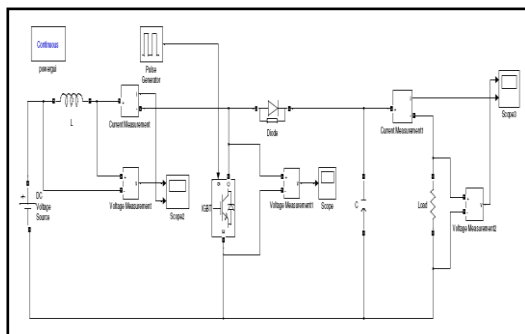 Continuous
powergui
Pulse
Generator
L
Current Measurement
Diode
Current Measurement1
Scope3
DC
Voltage
Source
Voltage Measurement
Scope2
IGBT
Voltage Measurement1
Scope
C
Load
Voltage Measurement2